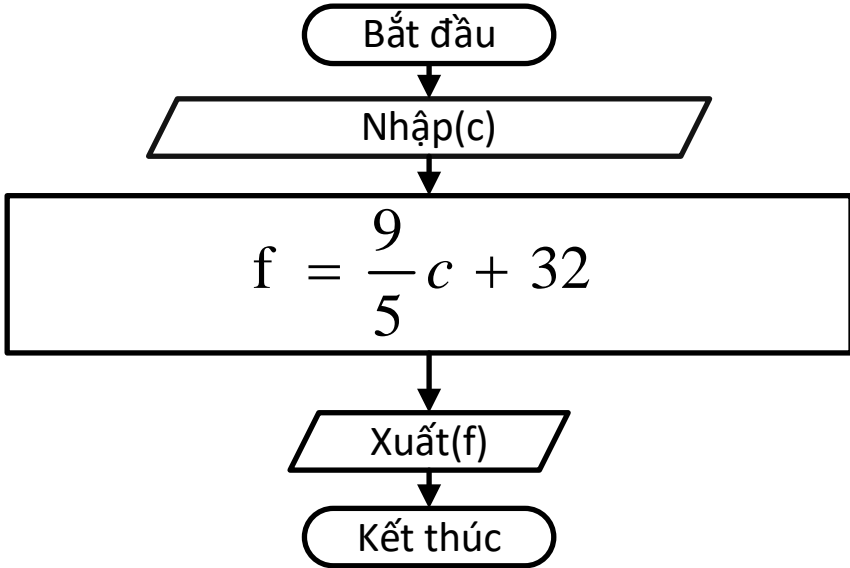 Bắt đầu
Nhập(c)
f = 9/5 c + 32
Xuất(f)
Kết thúc